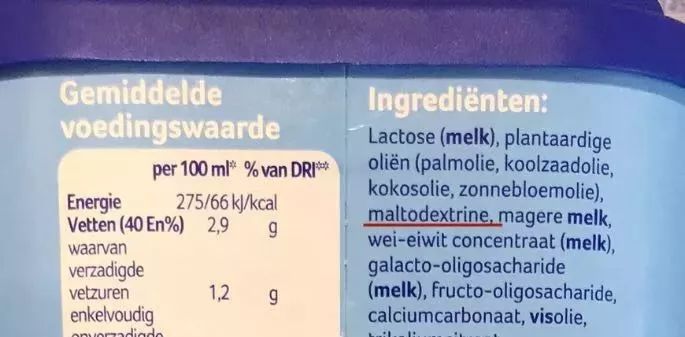 Gemiddelde
voedingswaarde
per 100 ml* % van DRI**
Energie 275/66 kJ/kcal
Vetten (40 En%) 2,9 g
waarvan
verzadigde
vetzuren 1,2 g
enkelvoudig
onverzadigde
Ingrediënten:
Lactose (melk), plantaardige
oliën (palmolie, koolzaadolie,
kokosolie, zonnebloemolie),
maltodextrine, magere melk,
wei-eiwit concentraat (melk),
galacto-oligosacharide
(melk), fructo-oligosacharide,
calciumcarbonaat, visolie,